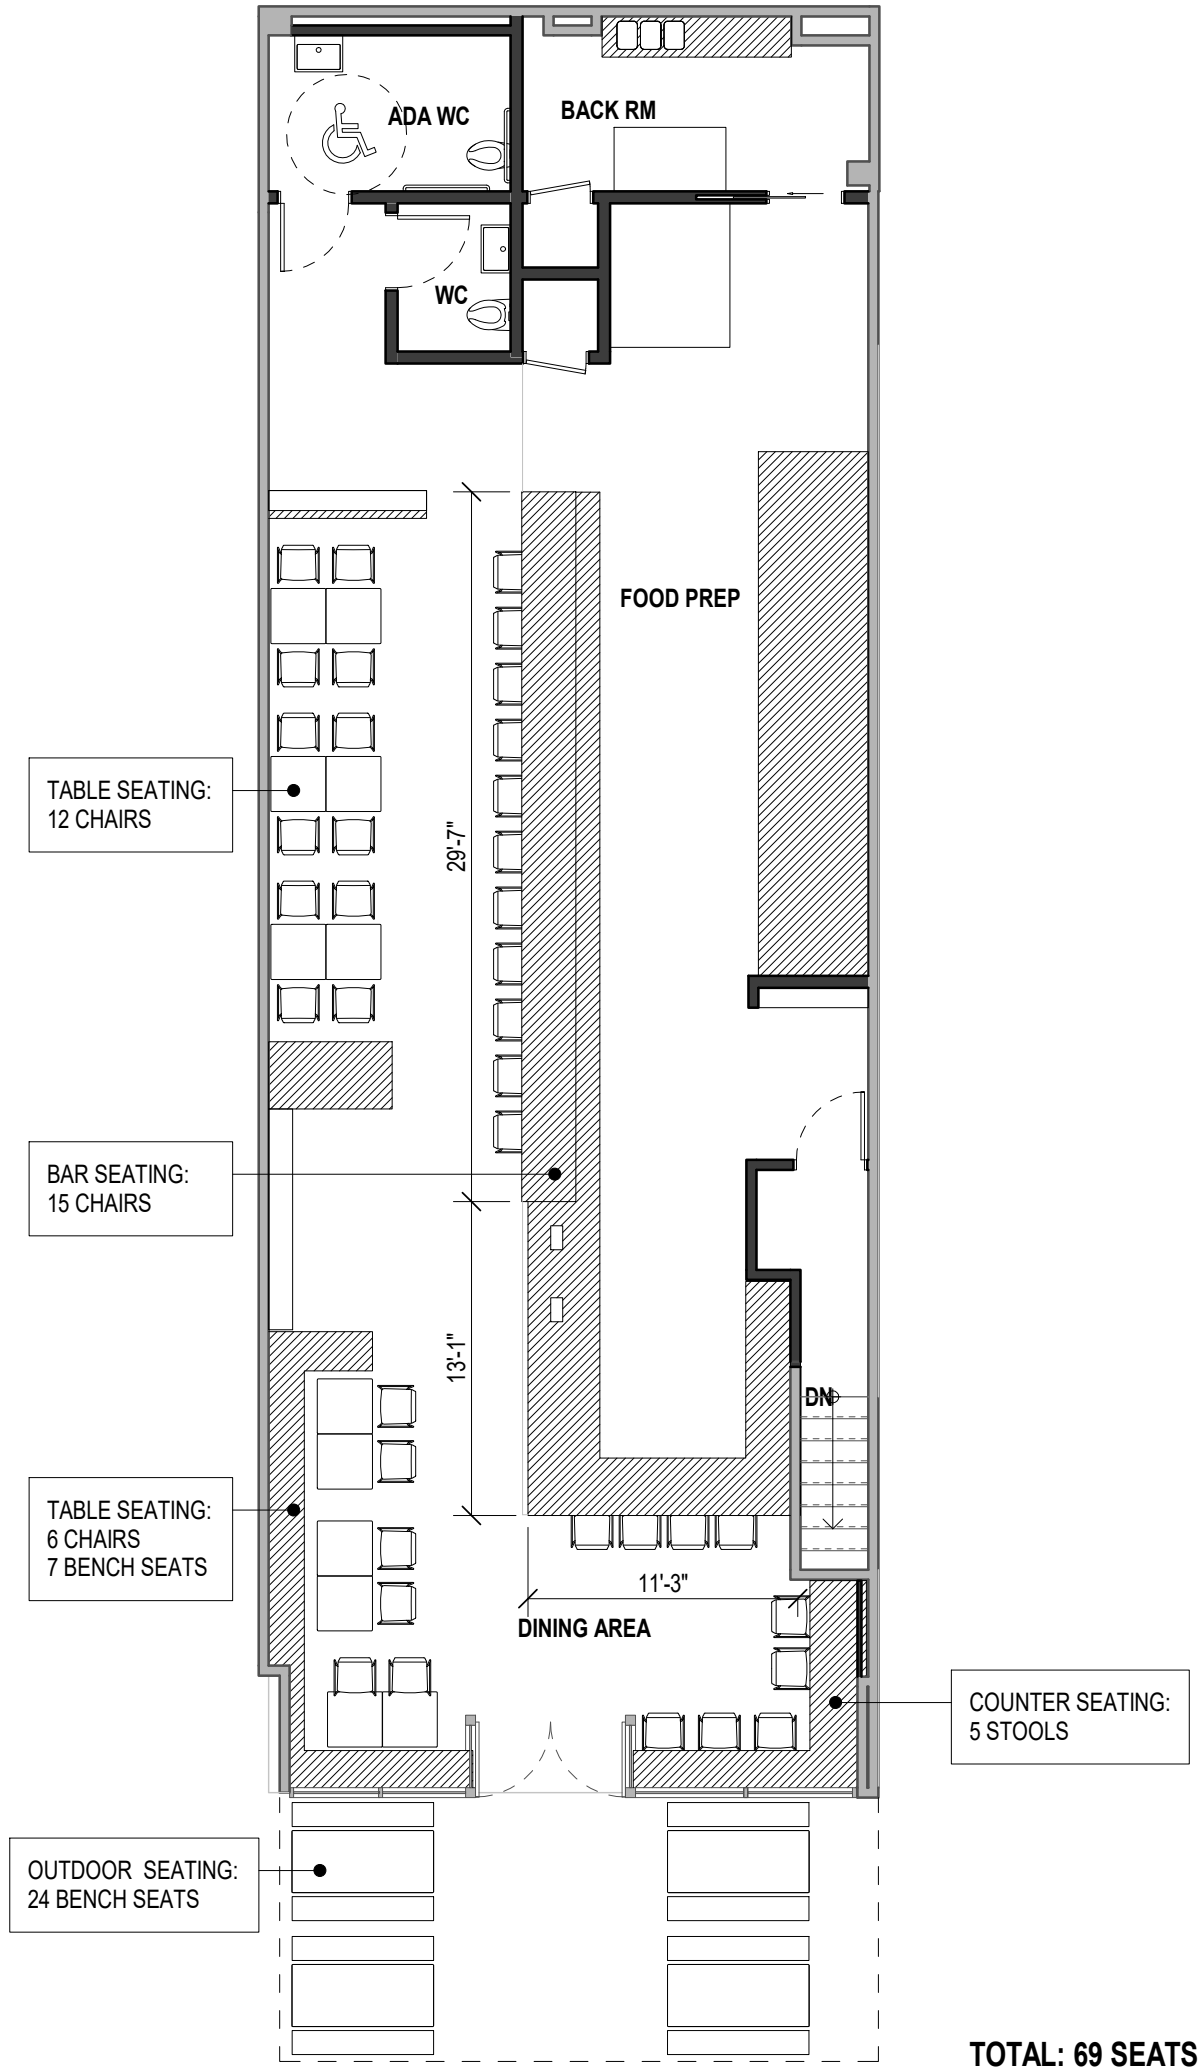 ADA WC
BACK RM
WC
FOOD PREP
TABLE SEATING:
12 CHAIRS
29'-7"
BAR SEATING:
15 CHAIRS
13'-1"
DN
TABLE SEATING:
6 CHAIRS
7 BENCH SEATS
11'-3"
DINING AREA
COUNTER SEATING:
5 STOOLS
OUTDOOR SEATING:
24 BENCH SEATS
TOTAL: 69 SEATS